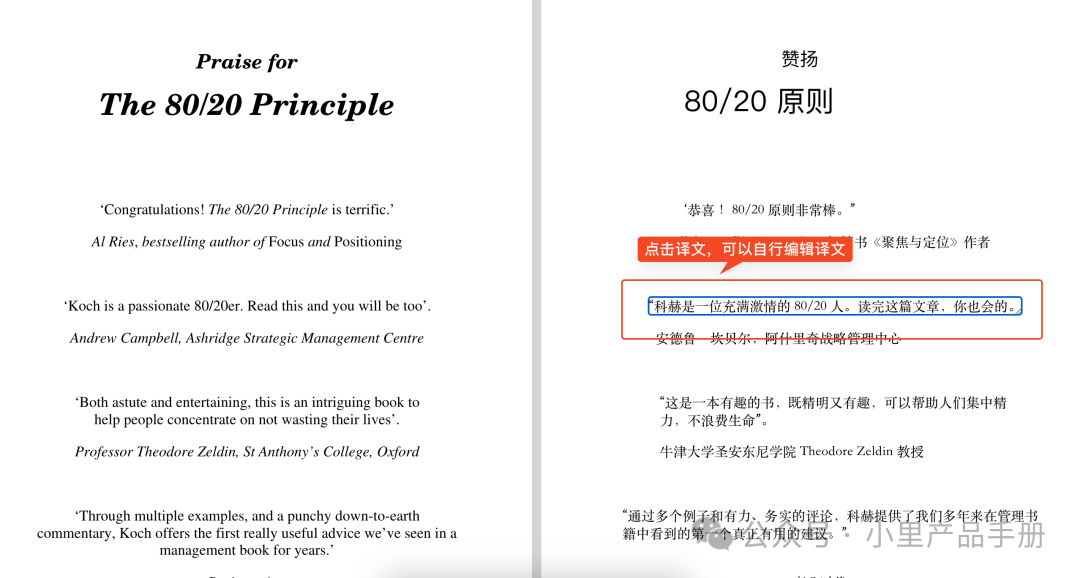 Praise for
The 80/20 Principle
‘Congratulations! The 80/20 Principle is terrific.’
Al Ries, bestselling author of Focus and Positioning
‘Koch is a passionate 80/20er. Read this and you will be too’.
Andrew Campbell, Ashridge Strategic Management Centre
‘Both astute and entertaining, this is an intriguing book to
help people concentrate on not wasting their lives’.
Professor Theodore Zeldin, St Anthony’s College, Oxford
‘Through multiple examples, and a punchy down-to-earth
commentary, Koch offers the first really useful advice we’ve seen in a
management book for years.’
赞扬
80/20 原则
‘恭喜！ 80/20 原则非常棒。”
书《聚焦与定位》作者
点击译文，可以自行编辑译文
“科赫是一位充满激情的 80/20 人。读完这篇文章，你也会的。
安德鲁·坎贝尔，阿什里奇战略管理中心
“这是一本有趣的书，既精明又有趣，可以帮助人们集中精
力，不浪费生命”。
牛津大学圣安东尼学院 Theodore Zeldin 教授
“通过多个例子和有力、务实的评论，科赫提供了我们多年来在管理书
籍中看到的第一个真正有用的建议。”
公众号 · 小里产品手册